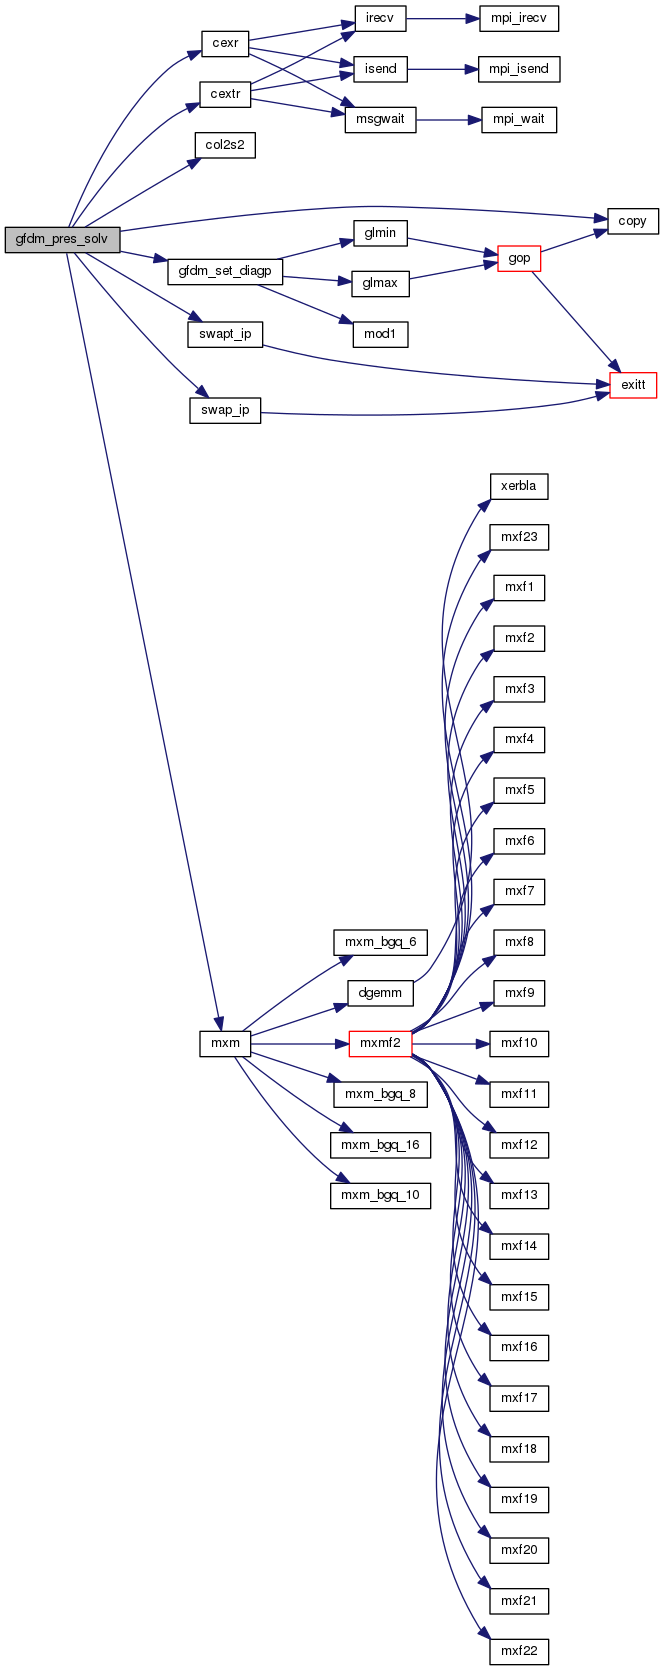 irecv
mpi_irecv
cexr
isend
mpi_isend
cextr
msgwait
mpi_wait
col2s2
copy
gfdm_pres_solv
glmin
gfdm_set_diagp
gop
glmax
swapt_ip
mod1
exitt
swap_ip
xerbla
mxf23
mxf1
mxf2
mxf3
mxf4
mxf5
mxf6
mxf7
mxm_bgq_6
mxf8
dgemm
mxf9
mxm
mxmf2
mxf10
mxm_bgq_8
mxf11
mxm_bgq_16
mxf12
mxm_bgq_10
mxf13
mxf14
mxf15
mxf16
mxf17
mxf18
mxf19
mxf20
mxf21
mxf22